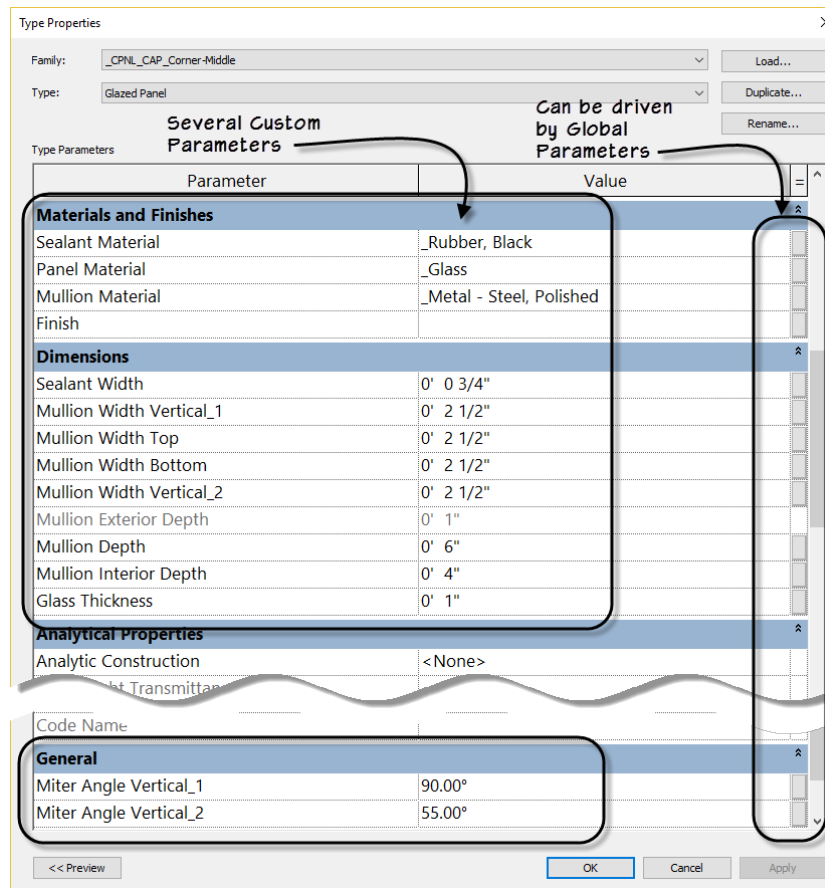 Type Properties
Family: _CPNL_CAP_Corner-Middle Load...
Type: Glazed Panel Duplicate...
Rename...
Several Custom
Parameters
Can be driven
by Global
Parameters
Type Parameters
Parameter Value =
Materials and Finishes
Sealant Material _Rubber, Black
Panel Material _Glass
Mullion Material _Metal - Steel, Polished
Finish
Dimensions
Sealant Width 0' 0 3/4"
Mullion Width Vertical_1 0' 2 1/2"
Mullion Width Top 0' 2 1/2"
Mullion Width Bottom 0' 2 1/2"
Mullion Width Vertical_2 0' 2 1/2"
Mullion Exterior Depth 0' 1"
Mullion Depth 0' 6"
Mullion Interior Depth 0' 4"
Glass Thickness 0' 1"
Analytical Properties
Analytic Construction <None>
Code Name
General
Miter Angle Vertical_1 90.00°
Miter Angle Vertical_2 55.00°
<< Preview OK Cancel Apply